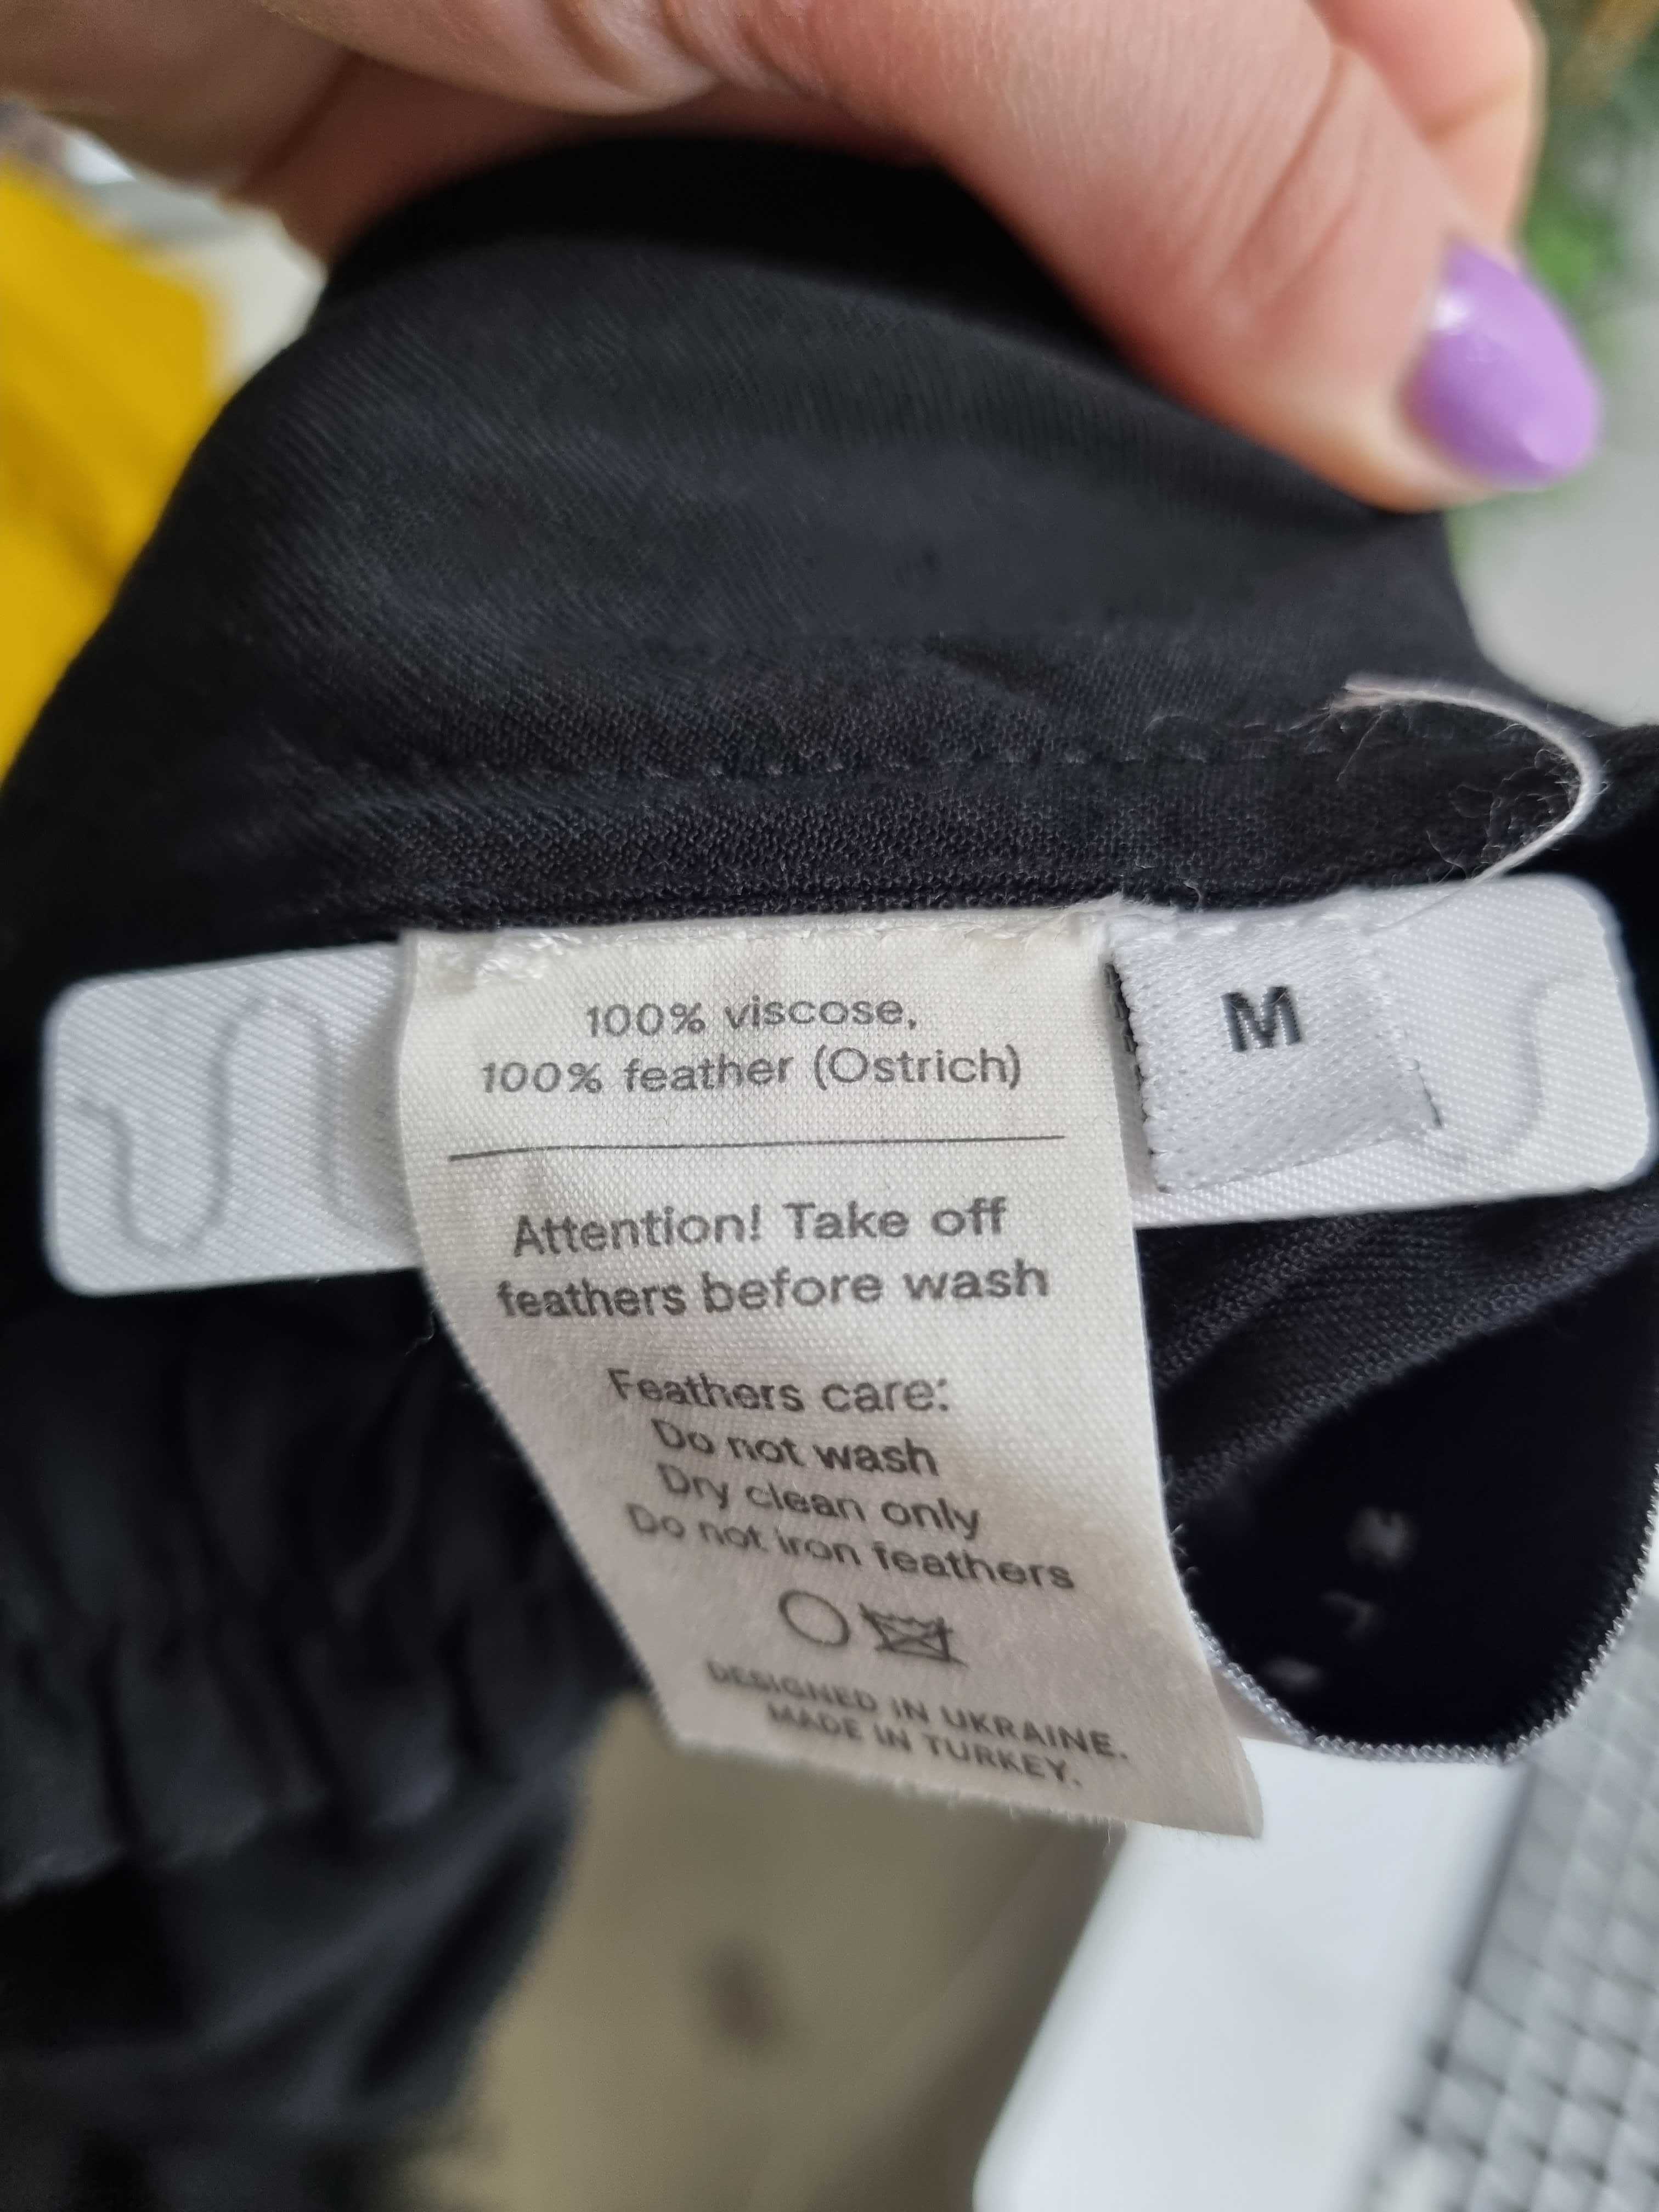 100% viscose,
100% feather (Ostrich)
M
Attention! Take off
feathers before wash
Feathers care:
Do not wash
Dry clean only
Do not iron feathers
DESIGNED IN UKRAINE.
MADE IN TURKEY.